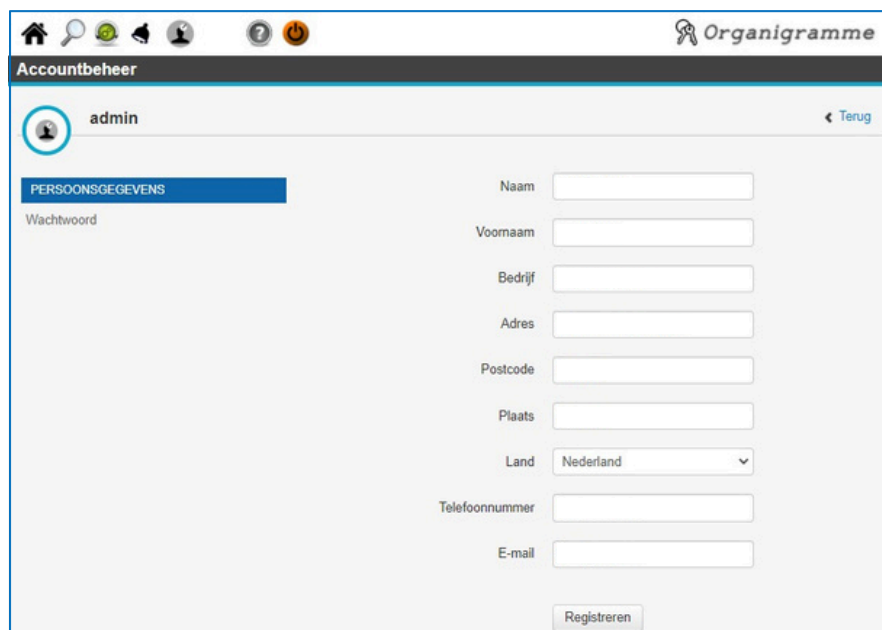 Organigramme
Accountbeheer
admin
Terug
PERSOONSGEGEVENS
Wachtwoord
Naam
Voornaam
Bedrijf
Adres
Postcode
Plaats
Land Nederland
Telefoonnummer
E-mail
Registreren